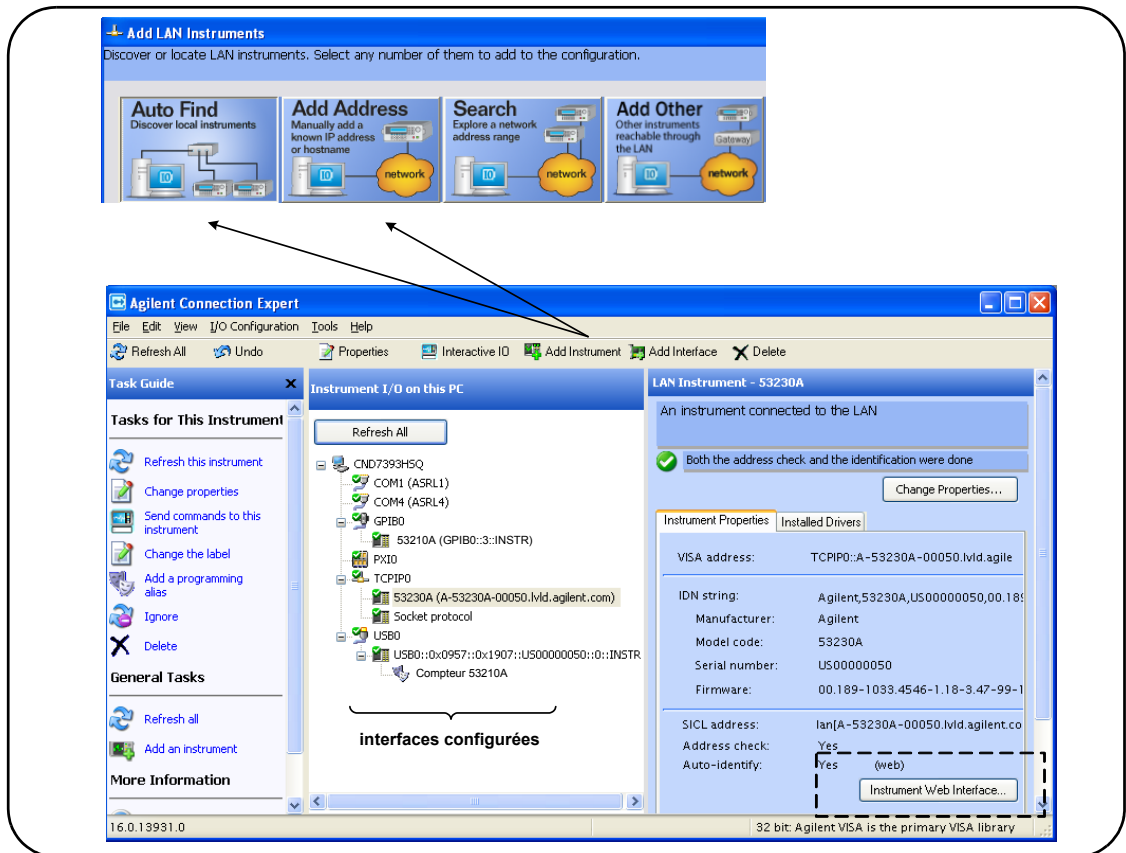 Add LAN Instruments
Discover or locate LAN instruments. Select any number of them to add to the configuration.
Auto Find
Discover local instruments
IO
Add Address
Manually add a
known IP address
or hostname
IO
network
Search
Explore a network
address range
IO
network
Add Other
Other instruments
reachable through
the LAN
Gateway
IO
network
Agilent Connection Expert
File Edit View I/O Configuration Tools Help
Refresh All Undo Properties Interactive IO Add Instrument Add Interface Delete
Task Guide
Tasks for This Instrument
Refresh this instrument
Change properties
Send commands to this
instrument
Change the label
Add a programming
alias
Ignore
Delete
General Tasks
Refresh all
Add an instrument
More Information
Instrument I/O on this PC
Refresh All
CND7393HSQ
COM1 (ASRL1)
COM4 (ASRL4)
GPIB0
53210A (GPIB0::3::INSTR)
PXI0
TCPIP0
53230A (A-53230A-00050.lvld.agilent.com)
Socket protocol
USB0
USB0::0x0957::0x1907::US00000050::0::INSTR
Compteur 53210A
interfaces configurées
LAN Instrument - 53230A
An instrument connected to the LAN
Both the address check and the identification were done
Change Properties...
Instrument Properties Installed Drivers
VISA address: TCPIP0::A-53230A-00050.lvld.agile
IDN string: Agilent,53230A,US00000050,00.189
Manufacturer: Agilent
Model code: 53230A
Serial number: US00000050
Firmware: 00.189-1033.4546-1.18-3.47-99-1
SICL address: lan[A-53230A-00050.lvld.agilent.co
Address check: Yes
Auto-identify: Yes (web)
Instrument Web Interface...
16.0.13931.0
32 bit: Agilent VISA is the primary VISA library